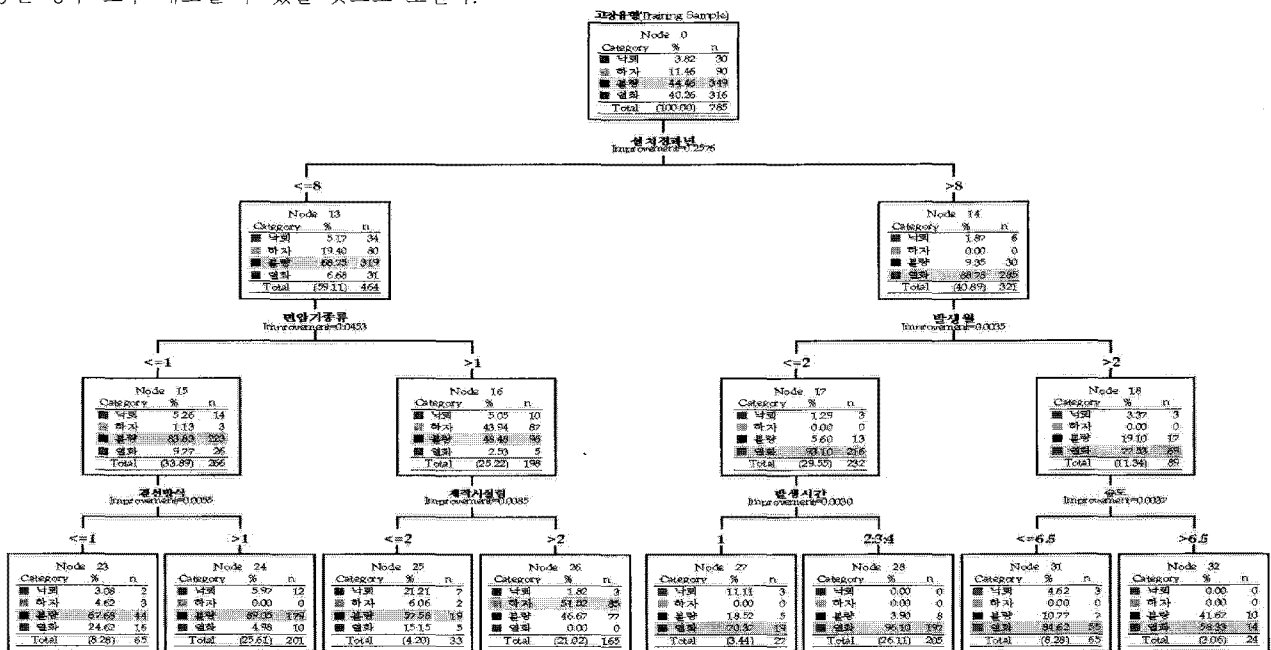 고장유형(Training Sample)
Node 0
Category % n
낙뢰 3.82 30
하자 11.46 90
불량 44.46 349
열화 40.26 316
Total (100.00) 785
설치경과년
Improvement=0.2576
<=8 >8
Node 13 Node 14
Category % n Category % n
낙뢰 5.17 낙뢰 1.87 6
하자 19.40 하자 0.00 0
불량 68.75 319 불량 9.35 30
열화 6.68 31 열화 88.78 285
Total (59.11) 464 Total (40.89) 321
변압기종류 발생월
Improvement=0.0453 Improvement=0.0035
<=1 >1 <=2 >2
Node 15 Node 16 Node 17 Node 18
Category % n Category % n Category % n Category % n
낙뢰 5.26 14 낙뢰 5.05 10 낙뢰 1.29 3 낙뢰 3.37 3
하자 1.13 3 하자 43.94 87 하자 0.00 0 하자 0.00 0
불량 83.83 223 불량 48.48 96 불량 5.60 13 불량 19.10 17
열화 9.77 26 열화 2.53 5 열화 93.10 216 열화 77.53 69
Total (33.89) 266 Total (25.22) 198 Total (29.55) 232 Total (11.34) 89
결선방식 제작사질럽 발생시간 습도
Improvement=0.0055 Improvement=0.0085 Improvement=0.0030
<=1 >1 <=2 >2 1 2;3;4 <=6.5 >6.5
Node 23 Node 24 Node 25 Node 26 Node 27 Node 28 Node 31 Node 32
Category % n Category % n Category % n Category % n Category % n Category % n Category % n Category % n
낙뢰 3.08 2 낙뢰 5.97 12 낙뢰 21.21 7 낙뢰 1.82 3 낙뢰 11.11 3 낙뢰 0.00 0 낙뢰 4.62 3 낙뢰 0.00 0
하자 4.62 3 하자 0.00 0 하자 6.06 2 하자 51.52 85 하자 0.00 0 하자 0.00 0 하자 0.00 0 하자 0.00 0
불량 67.69 44 불량 89.05 179 불량 57.58 19 불량 46.67 77 불량 18.52 5 불량 3.90 8 불량 10.77 7 불량 41.67 10
열화 24.62 16 열화 4.98 10 열화 15.15 5 열화 0.00 0 열화 70.37 19 열화 96.10 197 열화 84.62 55 열화 58.33 14
Total (8.28) 65 Total (25.61) 201 Total (4.20) 33 Total (21.02) 165 Total (3.44) 27 Total (26.11) 205 Total (8.28) 65 Total (3.06) 24